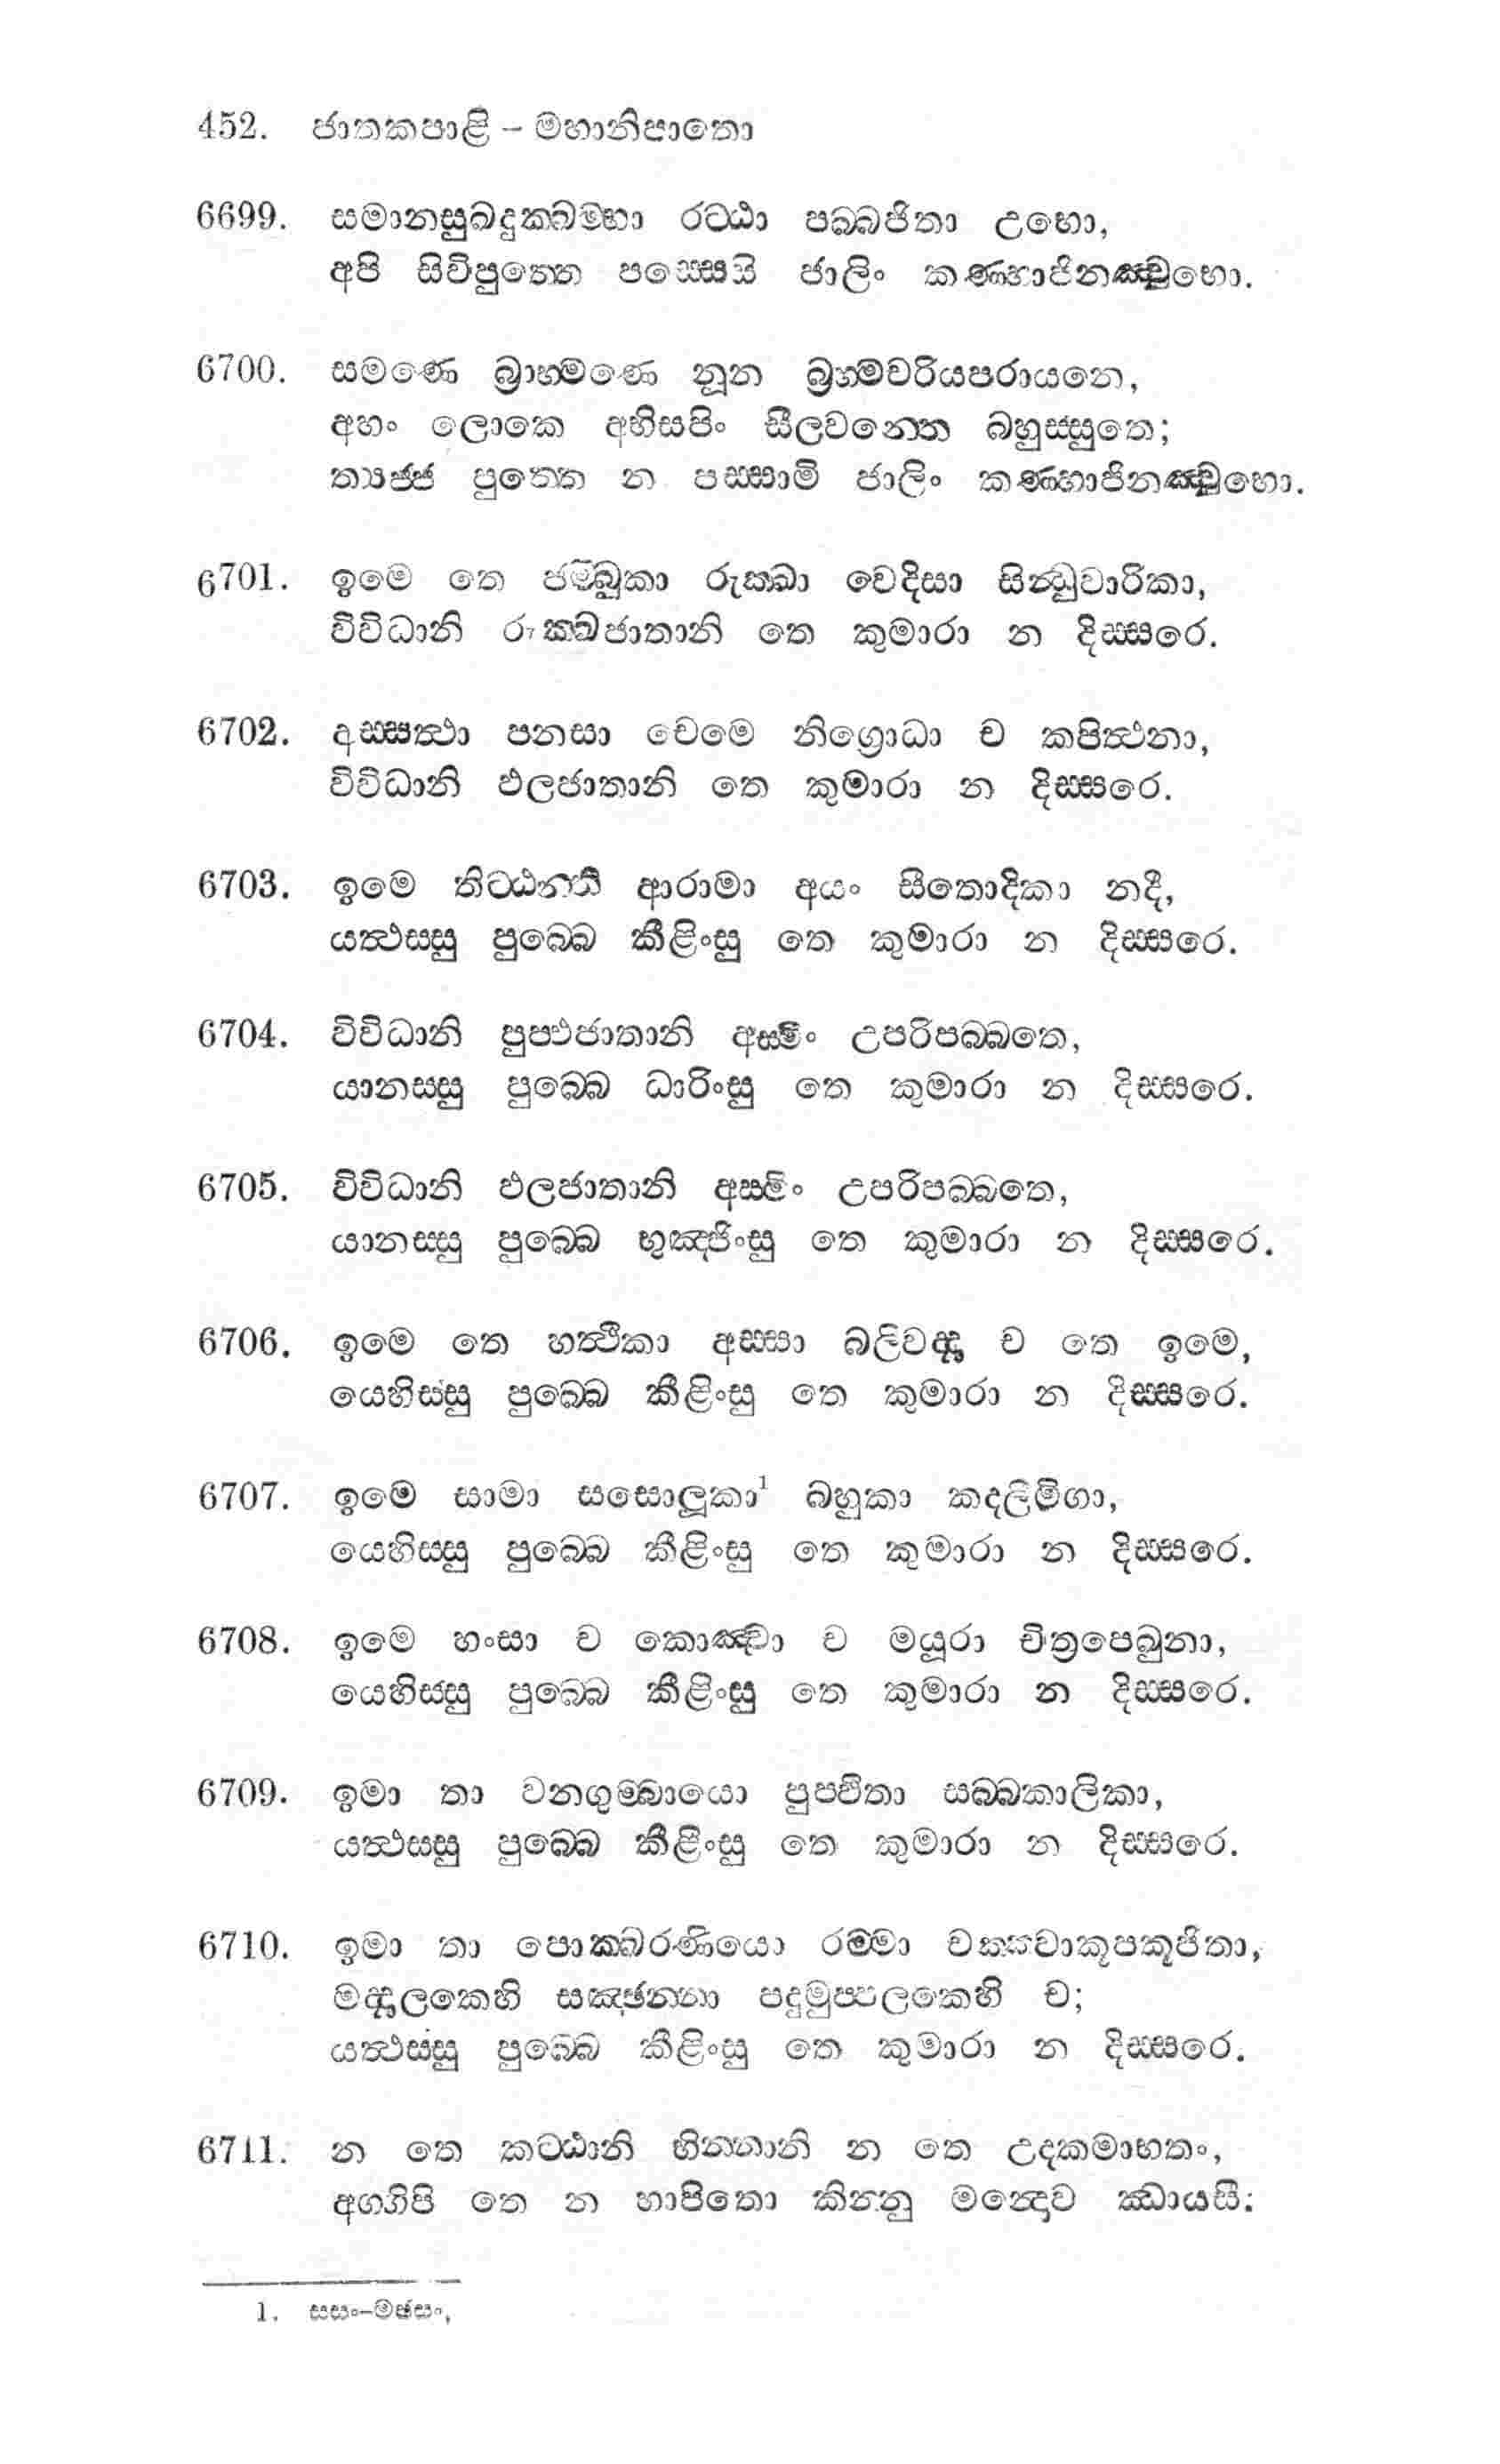 452. ජාතකපාළි – මහානිපාතො
6699. සමානසුඛදුක්ඛම්භා රට්ඨා පබ්බජිතා උභො,
අපි සිවිපුත්තෙ පස්සෙසි ජාලිං කණ්හාජිනඤ්චුභො.
6700. සමණෙ බ්‍රාහ්මණෙ නූන බ්‍රහ්මචරියපරායනෙ,
අහං ලොකෙ අභිසපිං සීලවන්තෙ බහුස්සුතෙ;
ත්‍යජ්ජ පුත්තෙ න පස්සාමි ජාලිං කණ්හාජිනඤ්චුභො.
6701. ඉමෙ තෙ ජම්බුකා රුක්ඛා වෙදිසා සින්ධුවාරිකා,
විවිධානි රුක්ඛජාතානි තෙ කුමාරා න දිස්සරෙ.
6702. අස්සත්ථා පනසා චෙමෙ නිග්‍රොධා ච කපිත්ථනා,
විවිධානි ඵලජාතානි තෙ කුමාරා න දිස්සරෙ.
6703. ඉමෙ තිට්ඨන්ති ආරාමා අයං සීතොදිකා නදී,
යත්ථස්සු පුබ්බෙ කීළිංසු තෙ කුමාරා න දිස්සරෙ.
6704. විවිධානි පුප්ඵජාතානි අස්මිං උපරිපබ්බතෙ,
යානස්සු පුබ්බෙ ධාරිංසු තෙ කුමාරා න දිස්සරෙ.
6705. විවිධානි ඵලජාතානි අස්මිං උපරිපබ්බතෙ,
යානස්සු පුබ්බෙ භුඤ්ජිංසු තෙ කුමාරා න දිස්සරෙ.
6706. ඉමෙ තෙ හත්ථිකා අස්සා බලිවද්දා ච තෙ ඉමෙ,
යෙහිස්සු පුබ්බෙ කීළිංසු තෙ කුමාරා න දිස්සරෙ.
6707. ඉමෙ සාමා සසොලූකා¹ බහුකා කදලිමිගා,
යෙහිස්සු පුබ්බෙ කීළිංසු තෙ කුමාරා න දිස්සරෙ.
6708. ඉමෙ හංසා ච කොඤ්චා ච මයූරා චිත්‍රපෙඛුනා,
යෙහිස්සු පුබ්බෙ කීළිංසු තෙ කුමාරා න දිස්සරෙ.
6709. ඉමා තා වනගුම්බායො පුප්ඵිතා සබ්බකාලිකා,
යත්ථස්සු පුබ්බෙ කීළිංසු තෙ කුමාරා න දිස්සරෙ.
6710. ඉමා තා පොක්ඛරණියො රම්මා චක්කවාකූපකූජිතා,
මණ්ඩාලකෙහි සඤ්ඡන්නා පදුමුප්පලකෙහි ච;
යත්ථස්සු පුබ්බෙ කීළිංසු තෙ කුමාරා න දිස්සරෙ.
6711. න තෙ කට්ඨානි භින්නානි න තෙ උදකමාභතං,
අග්ගිපි තෙ න හාපිතො කින්නු මන්දොව ඣායසි:
1. සසං–මඡසං,